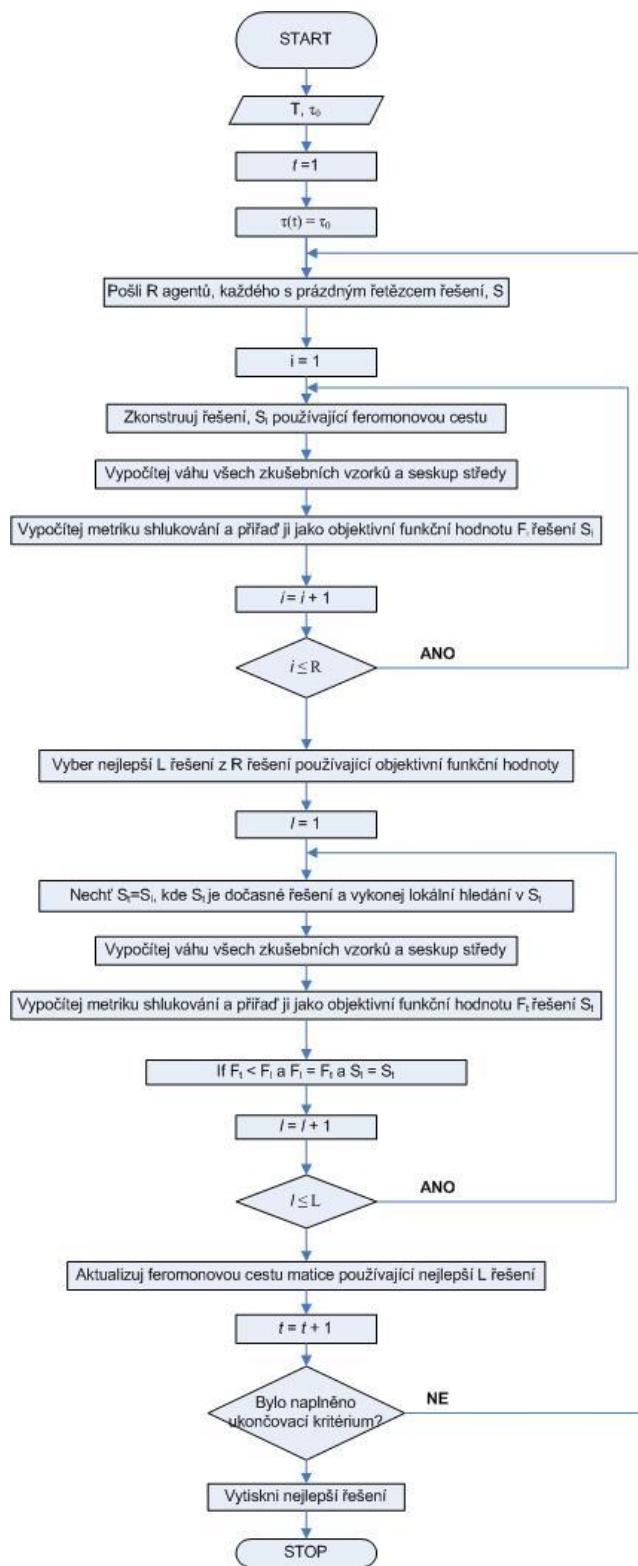 START
T, τ₀
t =1
τ(t) = τ₀
Pošli R agentů, každého s prázdným řetězcem řešení, S
i = 1
Zkonstruuj řešení, Sᵢ používající feromonovou cestu
Vypočítej váhu všech zkušebních vzorků a seskup středy
Vypočítej metriku shlukování a přiřaď ji jako objektivní funkční hodnotu Fᵢ řešení Sᵢ
i = i + 1
i ≤ R
ANO
Vyber nejlepší L řešení z R řešení používající objektivní funkční hodnoty
l = 1
Nechť Sₜ=Sₗ, kde Sₜ je dočasné řešení a vykonej lokální hledání v Sₜ
Vypočítej váhu všech zkušebních vzorků a seskup středy
Vypočítej metriku shlukování a přiřaď ji jako objektivní funkční hodnotu Fₜ řešení Sₜ
If Fₜ < Fₗ a Fₗ = Fₜ a Sₗ = Sₜ
l = l + 1
l ≤ L
ANO
Aktualizuj feromonovou cestu matice používající nejlepší L řešení
t = t + 1
Bylo naplněno
ukončovací kritérium?
NE
Vytiskni nejlepší řešení
STOP